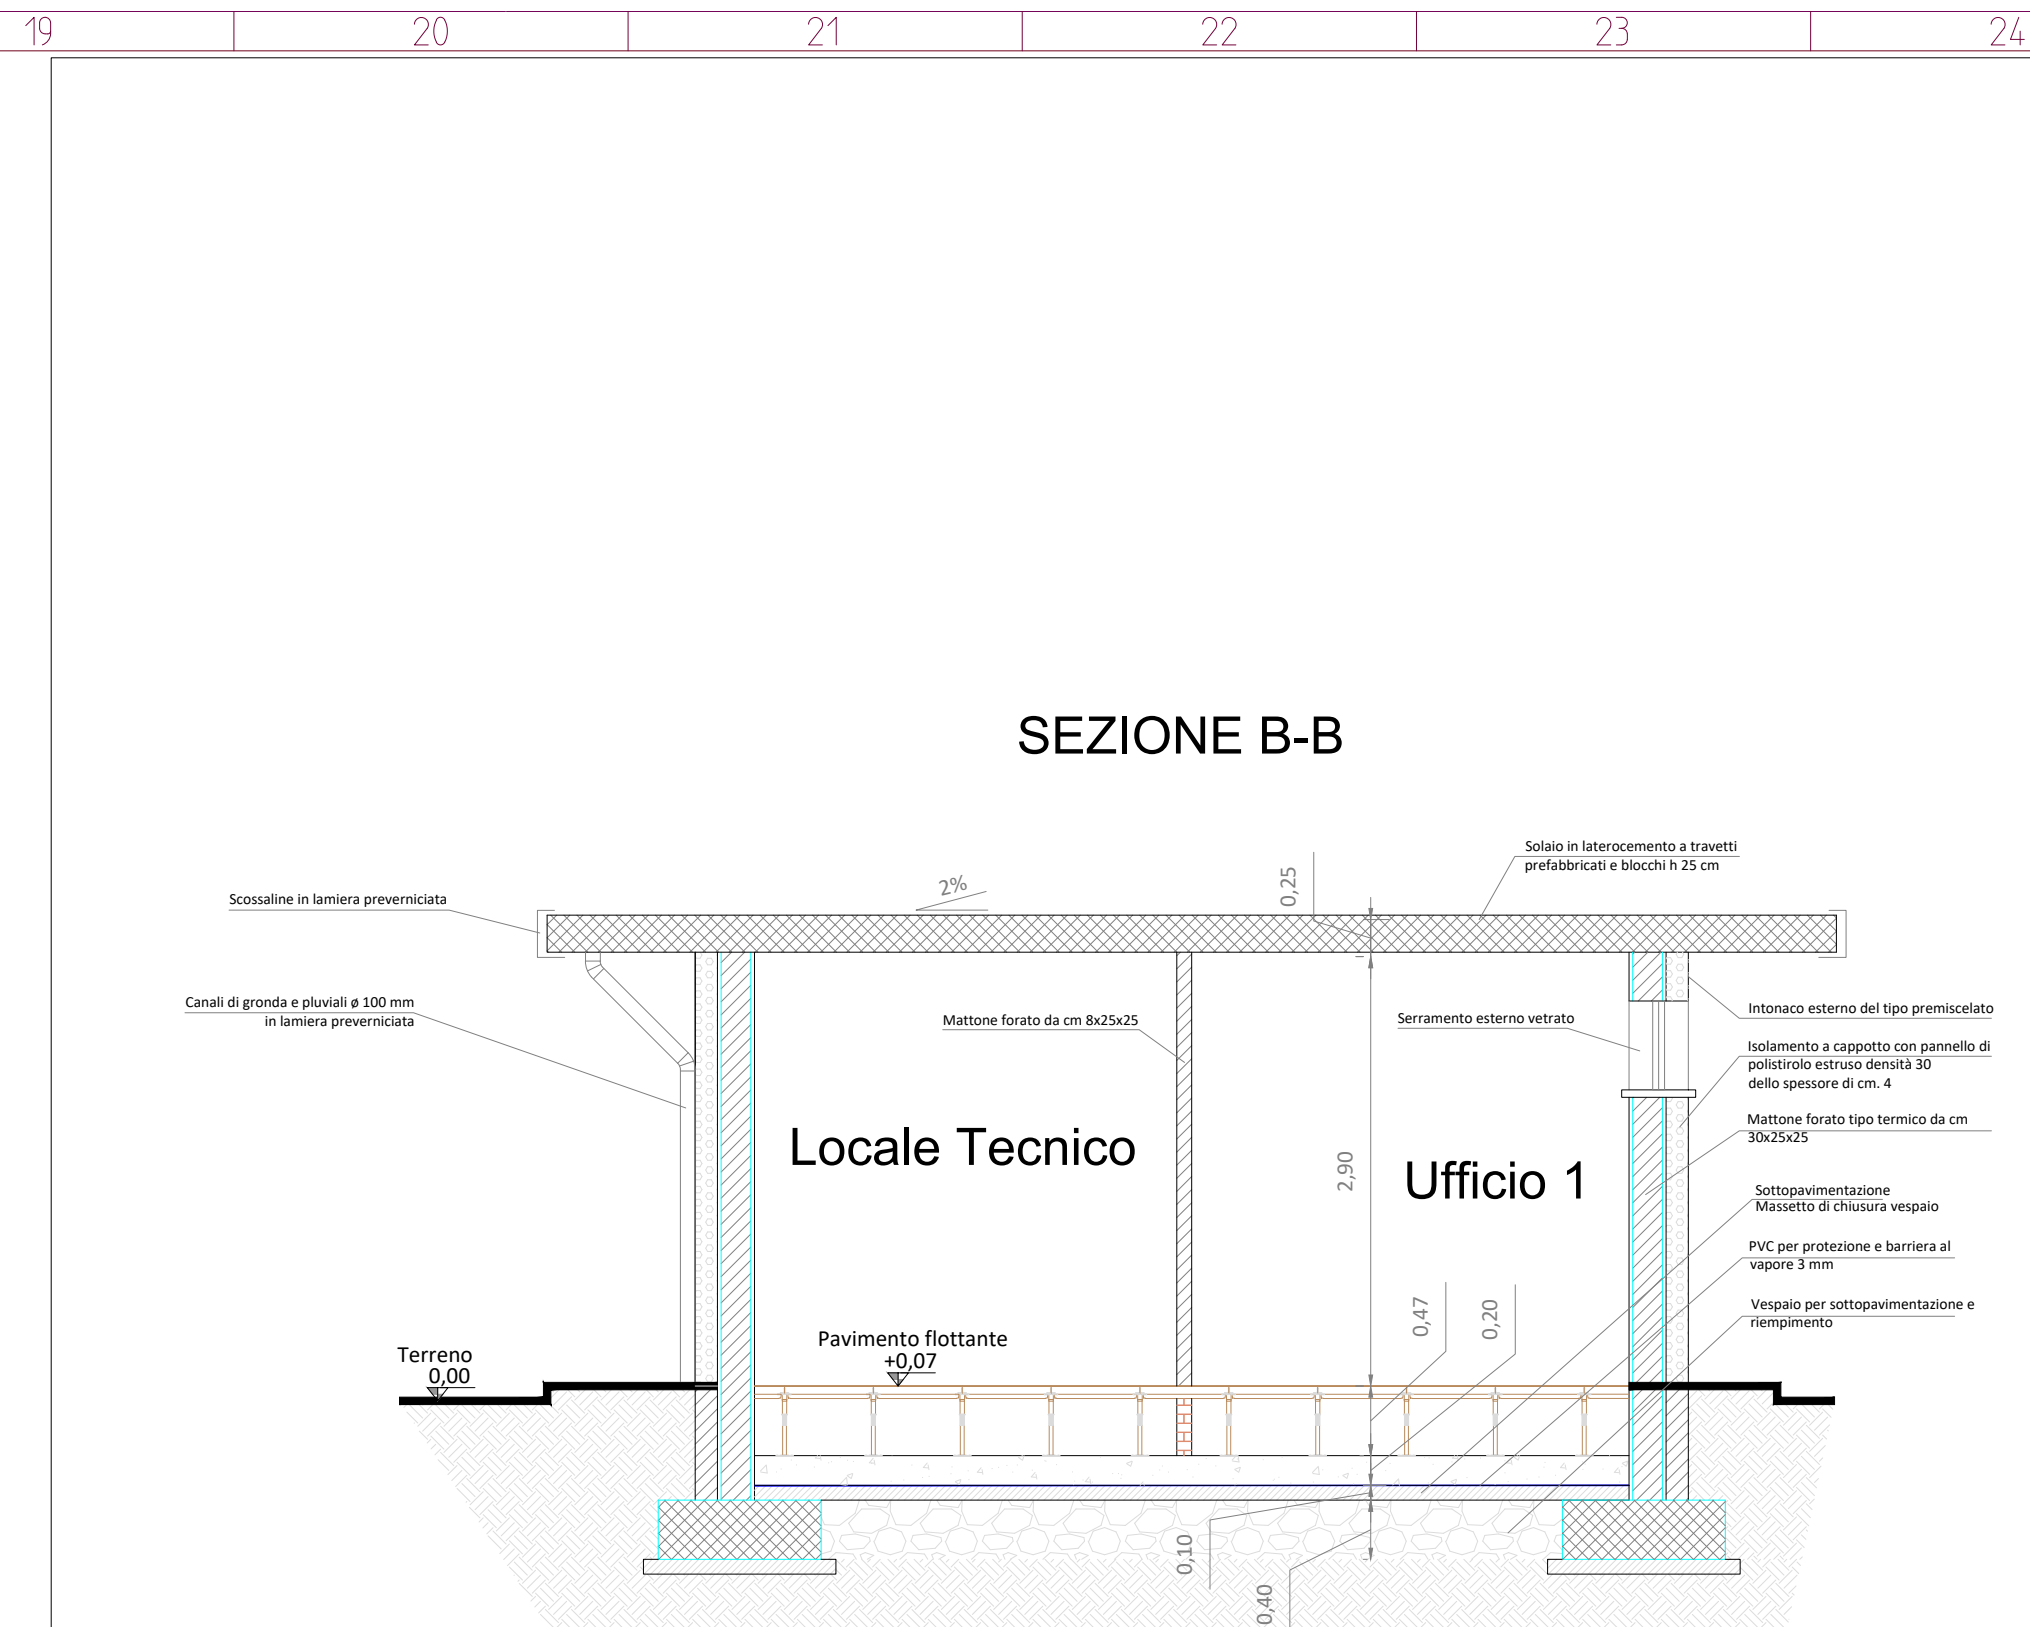 19 20 21 22 23 24
SEZIONE B-B
Solaio in laterocemento a travetti
prefabbricati e blocchi h 25 cm
0,25
2%
Scossaline in lamiera preverniciata
Canali di gronda e pluviali ø 100 mm
in lamiera preverniciata
Mattone forato da cm 8x25x25
Serramento esterno vetrato
Intonaco esterno del tipo premiscelato
Isolamento a cappotto con pannello di
polistirolo estruso densità 30
dello spessore di cm. 4
Mattone forato tipo termico da cm
30x25x25
Locale Tecnico
2,90
Ufficio 1
Sottopavimentazione
Massetto di chiusura vespaio
PVC per protezione e barriera al
vapore 3 mm
Vespaio per sottopavimentazione e
riempimento
0,47
0,20
Pavimento flottante
+0,07
Terreno
0,00
0,10
0,40